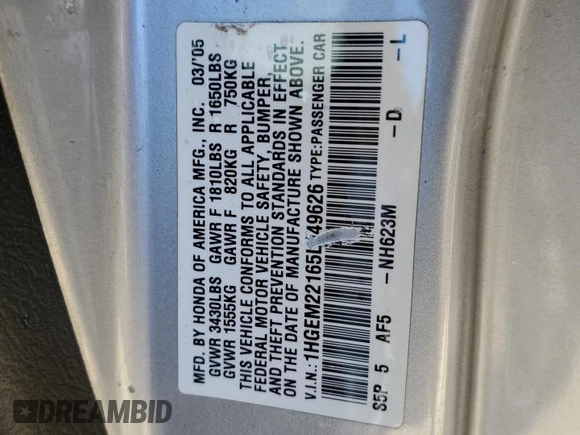 MFD. BY HONDA OF AMERICA MFG., INC. 03/'05
GVWR 3430LBS GAWR F 1810LBS R 1650LBS
GVWR 1555KG GAWR F 820KG R 750KG
THIS VEHICLE CONFORMS TO ALL APPLICABLE
FEDERAL MOTOR VEHICLE SAFETY, BUMPER,
AND THEFT PREVENTION STANDARDS IN EFFECT
ON THE DATE OF MANUFACTURE SHOWN ABOVE.
V.I.N.: TYPE:PASSENGER CAR
S5P 5 AF5 -NH623M -D -L
DREAMBID